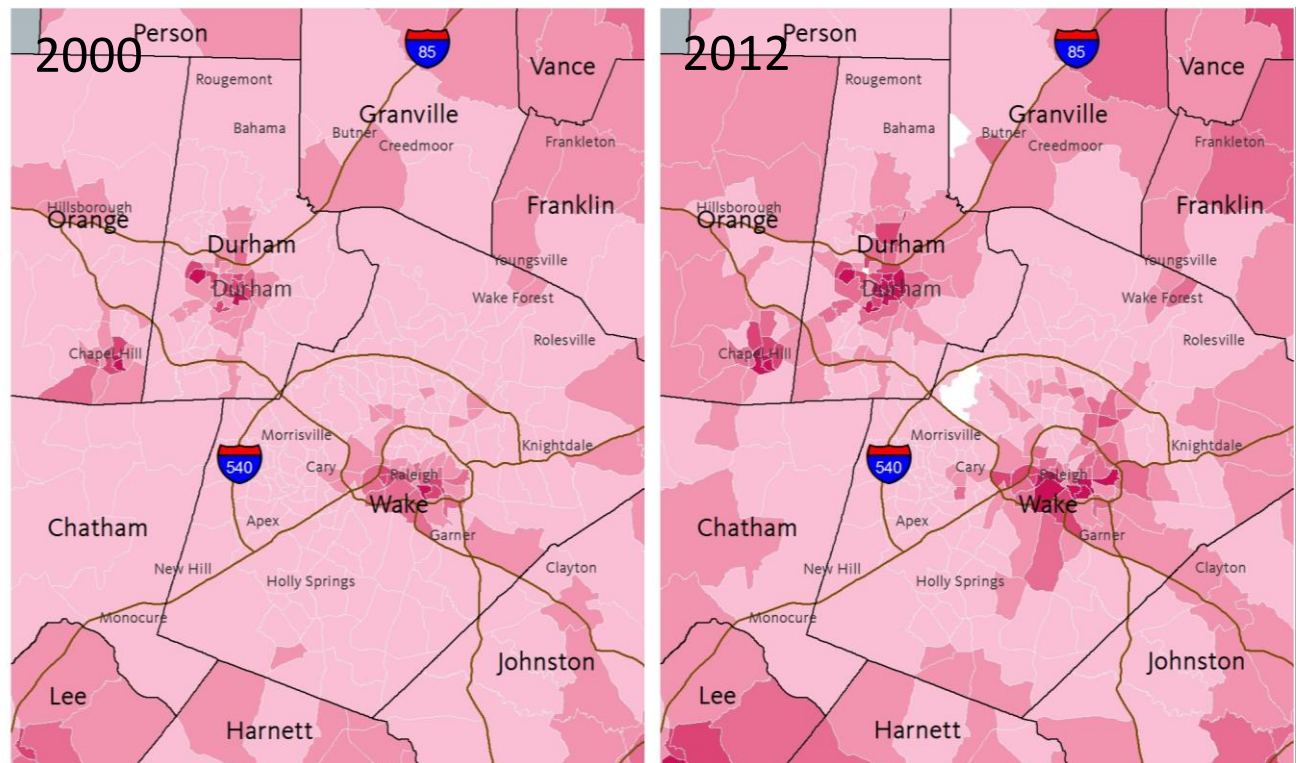 Person
2000
85
Vance
Rougemont
Granville
Bahama
Butner
Creedmoor
Frankleton
Hillsborough
Orange
Franklin
Durham
Youngsville
Durham
Wake Forest
Rolesville
Chapel Hill
Morrisville
Knightdale
540
Cary
Raleigh
Wake
Chatham
Apex
Garner
New Hill
Holly Springs
Clayton
Monocure
Johnston
Lee
Harnett
Person
2012
85
Vance
Rougemont
Granville
Bahama
Butner
Creedmoor
Frankleton
Hillsborough
Orange
Franklin
Durham
Youngsville
Durham
Wake Forest
Rolesville
Chapel Hill
Morrisville
Knightdale
540
Cary
Raleigh
Wake
Chatham
Apex
Garner
New Hill
Holly Springs
Clayton
Monocure
Johnston
Lee
Harnett